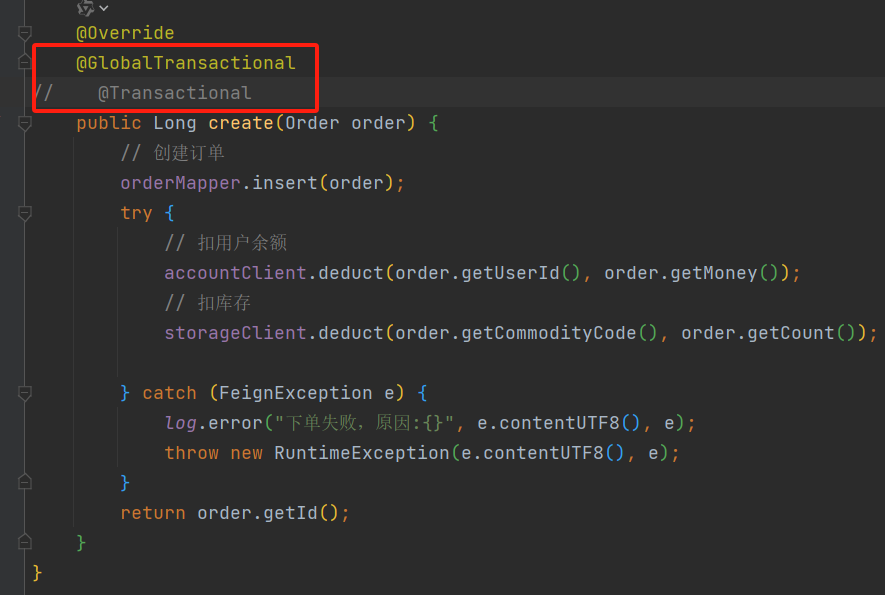 @Override
@GlobalTransactional
//    @Transactional
public Long create(Order order) {
// 创建订单
orderMapper.insert(order);
try {
// 扣用户余额
accountClient.deduct(order.getUserId(), order.getMoney());
// 扣库存
storageClient.deduct(order.getCommodityCode(), order.getCount());
} catch (FeignException e) {
log.error("下单失败，原因:{}", e.contentUTF8(), e);
throw new RuntimeException(e.contentUTF8(), e);
}
return order.getId();
}
}